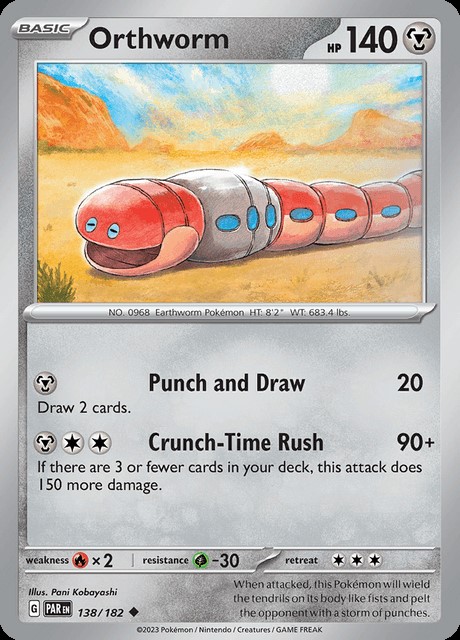 BASIC
Orthworm
HP 140
NO. 0968 Earthworm Pokémon HT: 8'2" WT: 683.4 lbs.
Punch and Draw 20
Draw 2 cards.
Crunch-Time Rush 90+
If there are 3 or fewer cards in your deck, this attack does
150 more damage.
weakness ×2 resistance -30 retreat
Illus. Pani Kobayashi
G PAR EN 138/182
When attacked, this Pokémon will wield
the tendrils on its body like fists and pelt
the opponent with a storm of punches.
©2023 Pokémon / Nintendo / Creatures / GAME FREAK